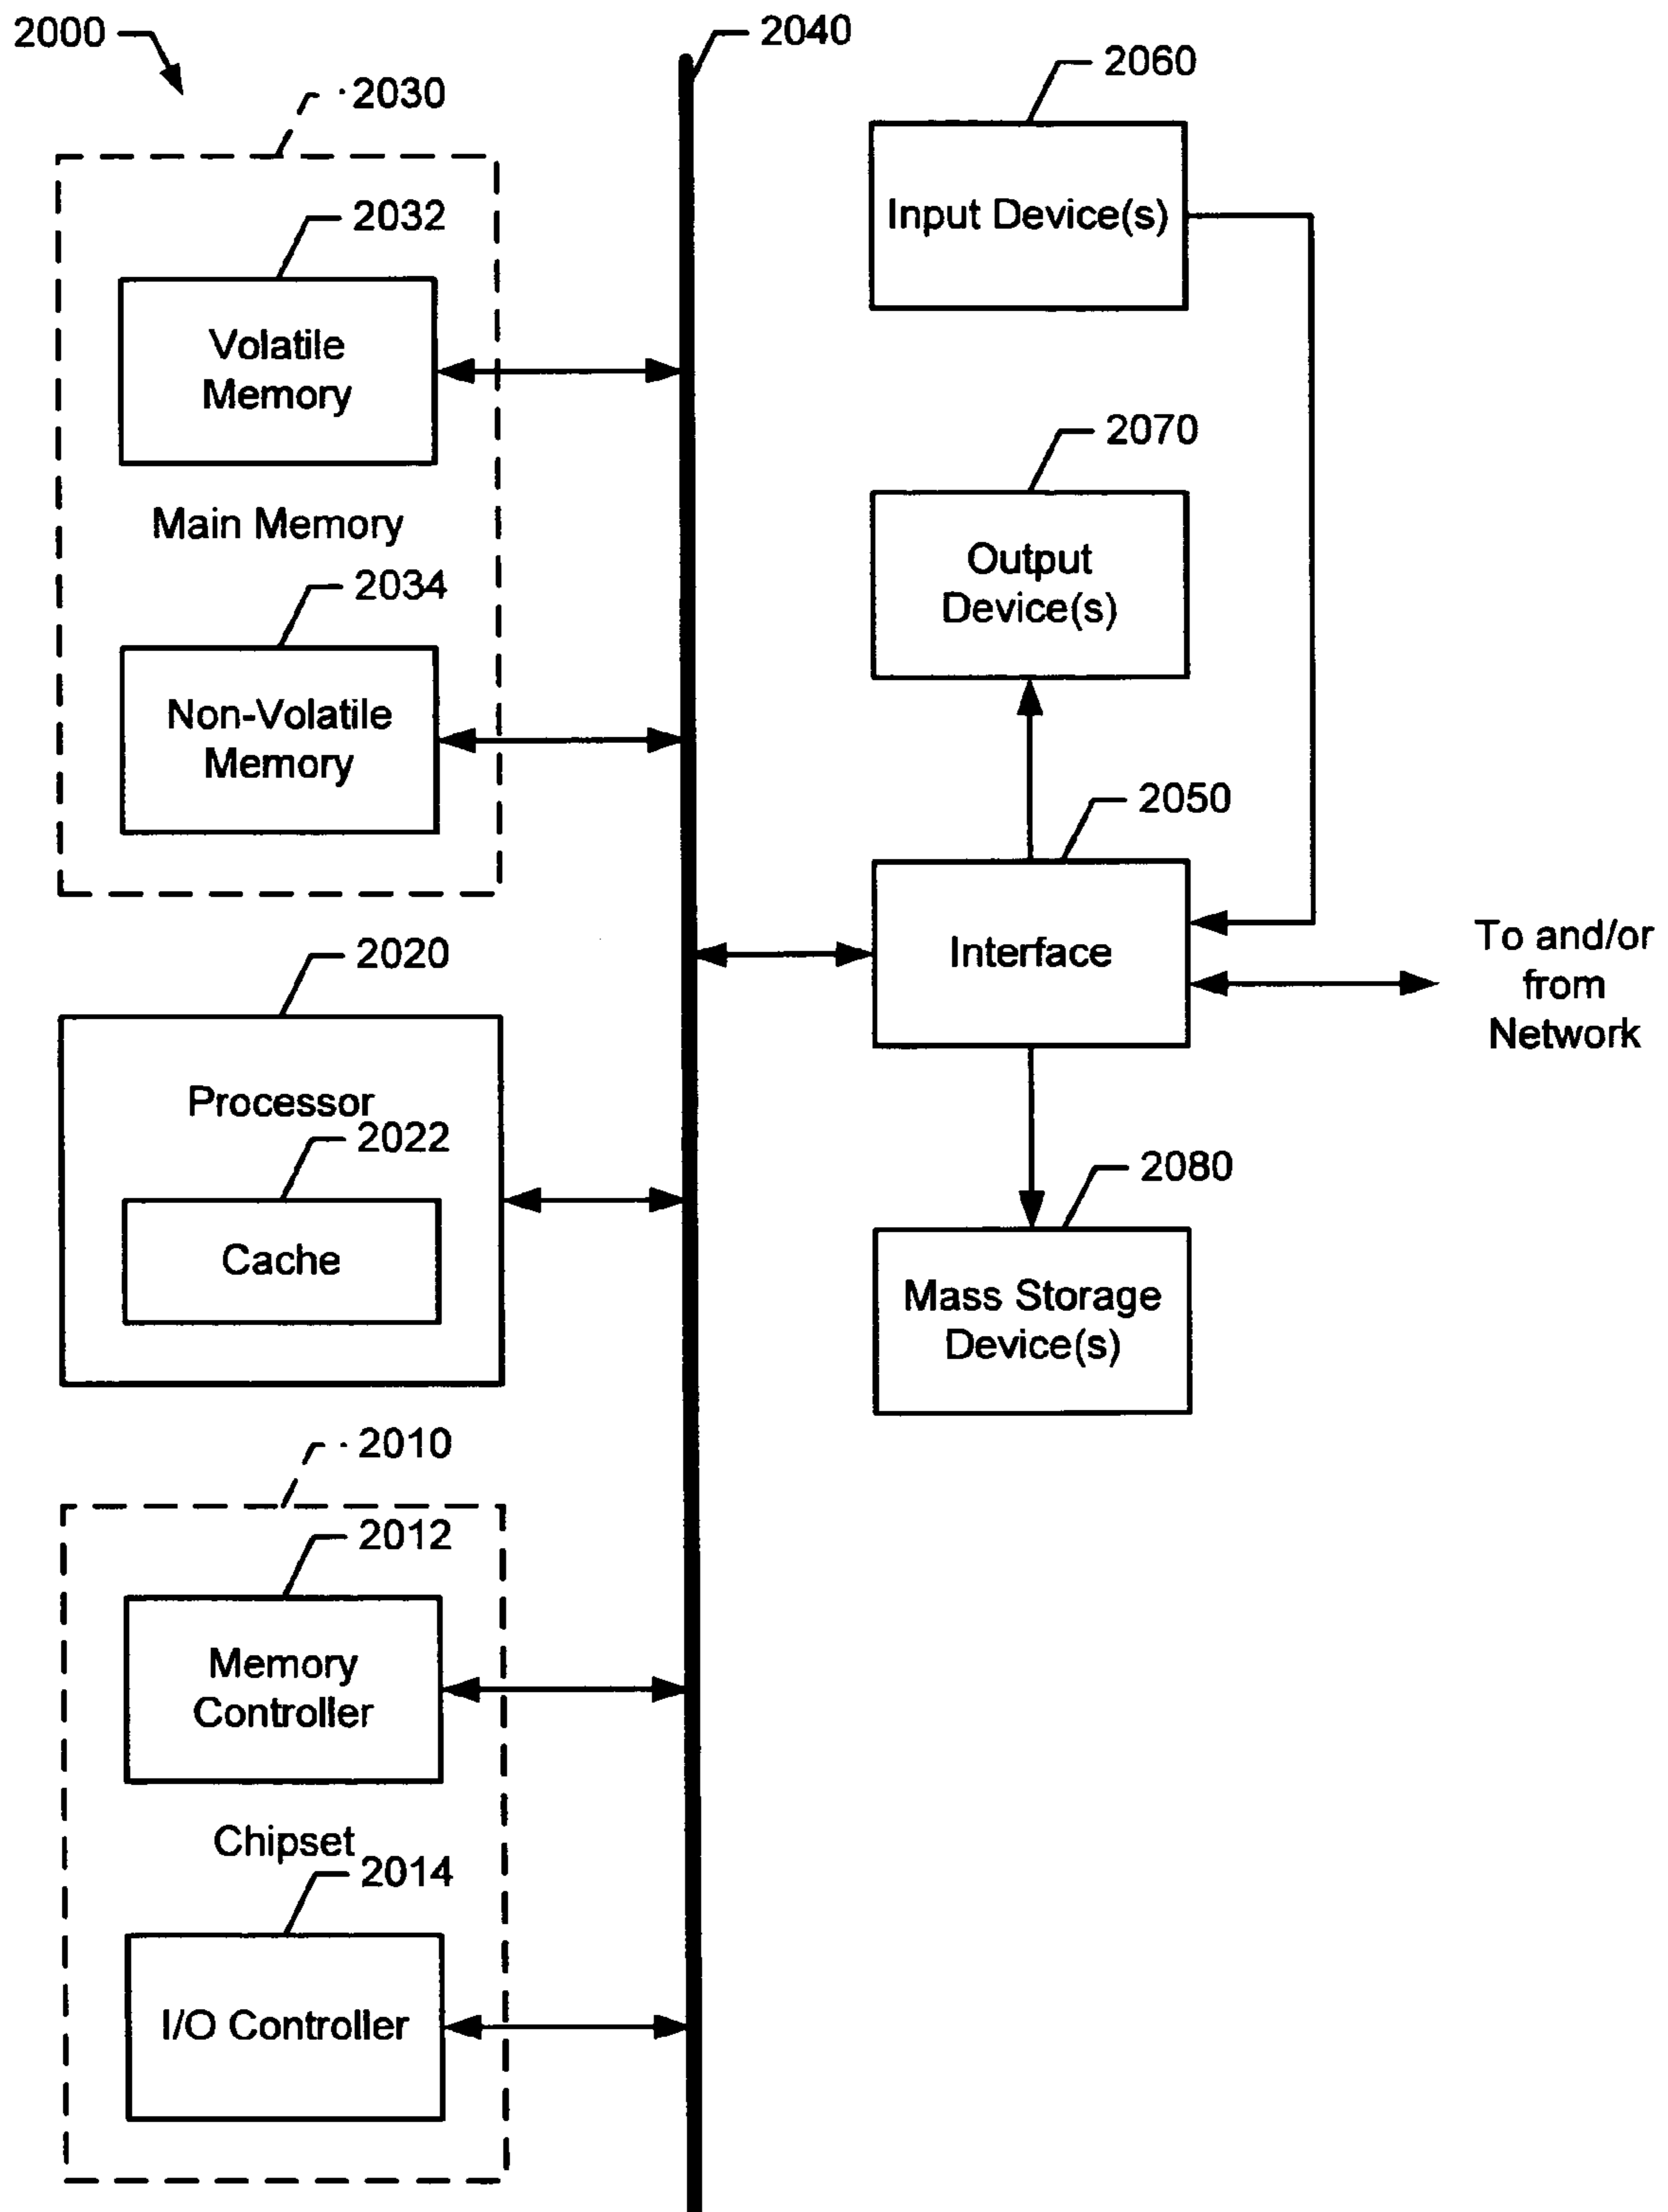 2000
2040
2060
2030
Input Device(s)
2032
Volatile
Memory
2070
Main Memory
Output
Device(s)
2034
Non-Volatile
Memory
2050
Interface
To and/or
from
Network
2020
Processor
2022
Cache
2080
Mass Storage
Device(s)
2010
2012
Memory
Controller
Chipset
2014
I/O Controller